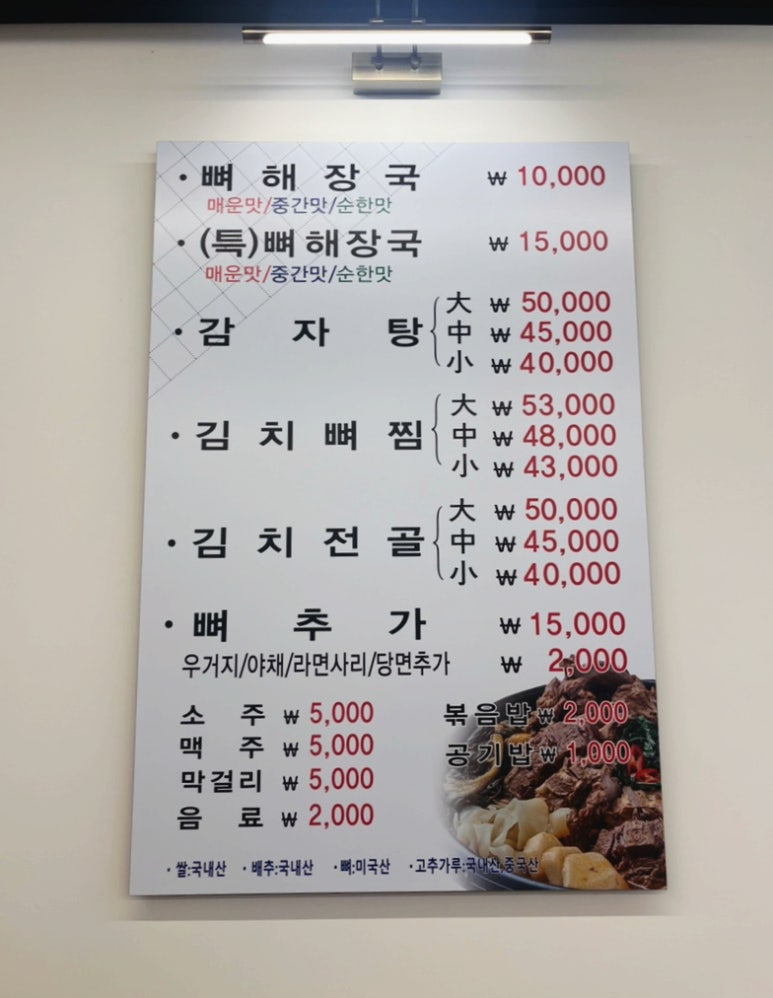 · 뼈 해 장 국 ₩ 10,000
매운맛/중간맛/순한맛
· (특)뼈해장국 ₩ 15,000
매운맛/중간맛/순한맛
· 감 자 탕
大 ₩ 50,000
中 ₩ 45,000
小 ₩ 40,000
· 김 치 뼈 찜
大 ₩ 53,000
中 ₩ 48,000
小 ₩ 43,000
· 김 치 전 골
大 ₩ 50,000
中 ₩ 45,000
小 ₩ 40,000
· 뼈 추 가 ₩ 15,000
우거지/야채/라면사리/당면추가 ₩ 2,000
소 주 ₩ 5,000
맥 주 ₩ 5,000
막걸리 ₩ 5,000
음 료 ₩ 2,000
볶음밥 ₩ 2,000
공기밥 ₩ 1,000
· 쌀:국내산 · 배추:국내산 · 뼈:미국산 · 고추가루:국내산,중국산